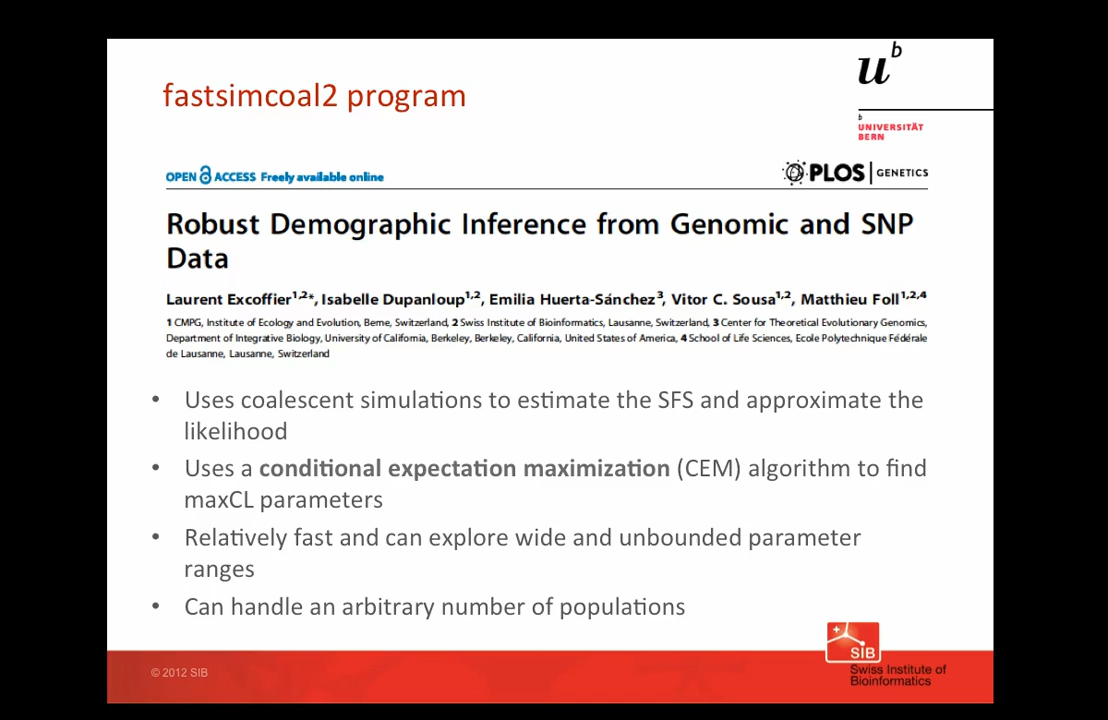 u^b
fastsimcoal2 program
b
UNIVERSITÄT
BERN
OPEN ACCESS Freely available online
PLOS | GENETICS
Robust Demographic Inference from Genomic and SNP
Data
Laurent Excoffier1,2*, Isabelle Dupanloup1,2, Emilia Huerta-Sánchez3, Vitor C. Sousa1,2, Matthieu Foll1,2,4
1 CMPG, Institute of Ecology and Evolution, Berne, Switzerland, 2 Swiss Institute of Bioinformatics, Lausanne, Switzerland, 3 Center for Theoretical Evolutionary Genomics,
Department of Integrative Biology, University of California, Berkeley, Berkeley, California, United States of America, 4 School of Life Sciences, Ecole Polytechnique Fédérale
de Lausanne, Lausanne, Switzerland
• Uses coalescent simulations to estimate the SFS and approximate the
likelihood
• Uses a conditional expectation maximization (CEM) algorithm to find
maxCL parameters
• Relatively fast and can explore wide and unbounded parameter
ranges
• Can handle an arbitrary number of populations
SIB
© 2012 SIB
Swiss Institute of
Bioinformatics